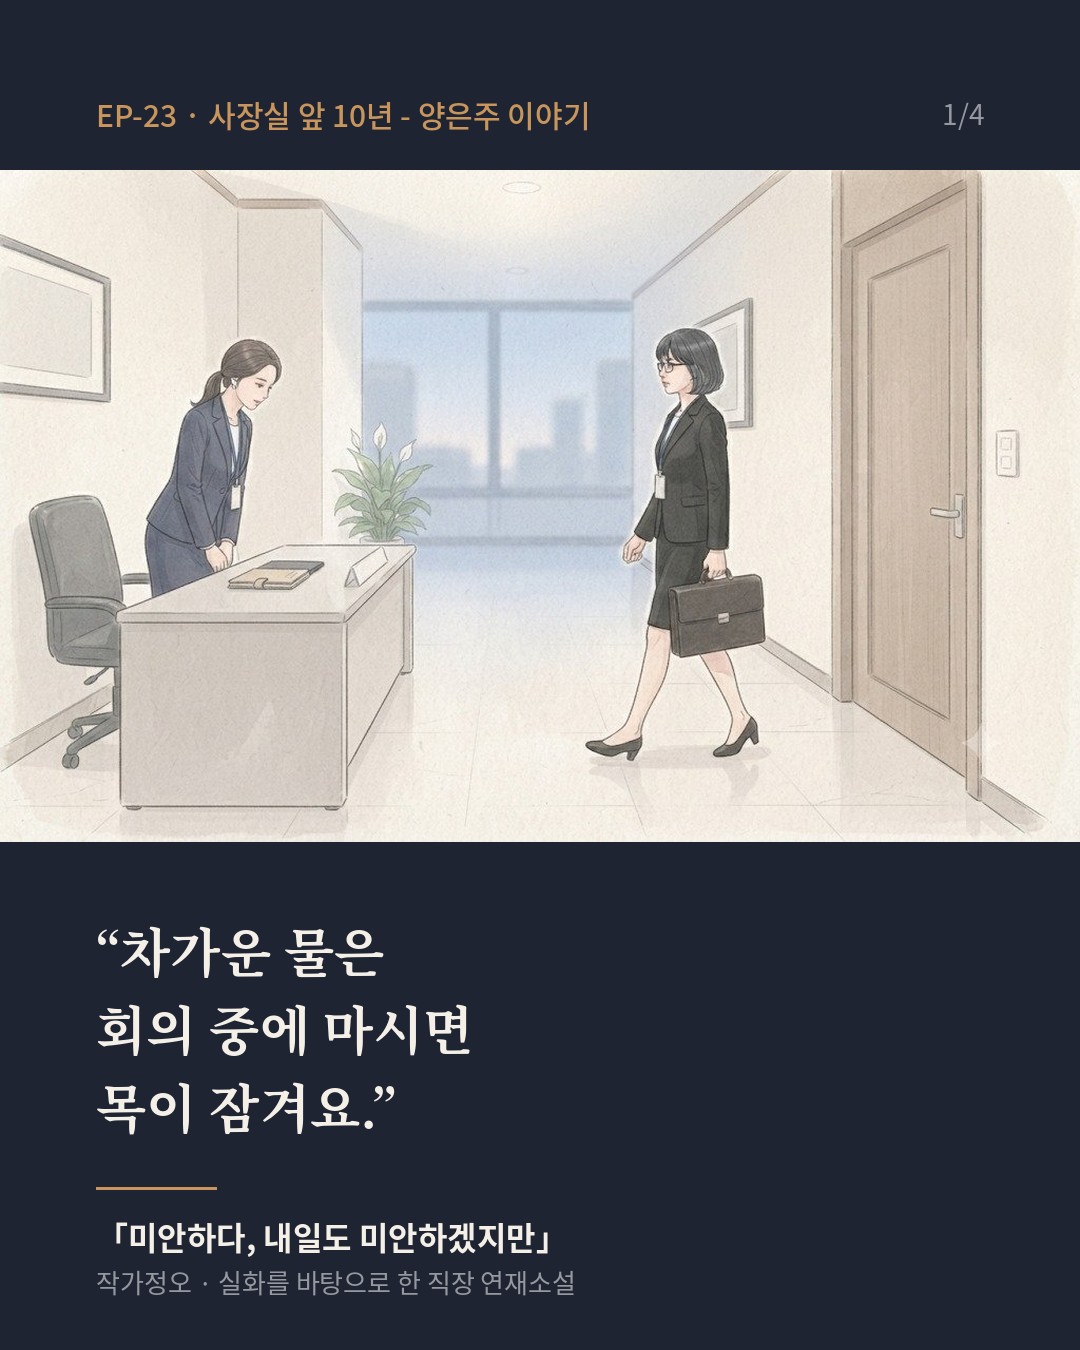 EP-23 · 사장실 앞 10년 - 양은주 이야기
1/4
“차가운 물은
회의 중에 마시면
목이 잠겨요.”
「미안하다, 내일도 미안하겠지만」
작가정오 · 실화를 바탕으로 한 직장 연재소설